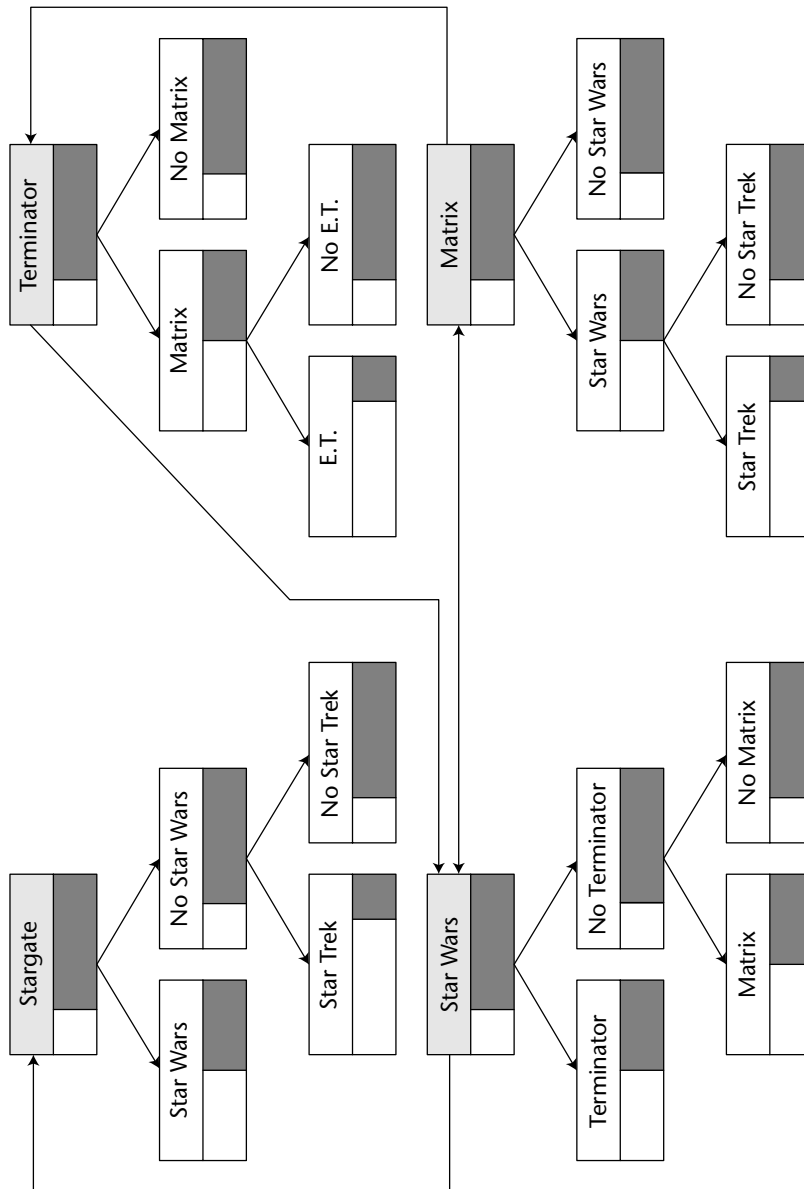 Stargate
Terminator
Star Wars
No Star Wars
Matrix
No Matrix
Star Trek
No Star Trek
E.T.
No E.T.
Star Wars
Matrix
Terminator
No Terminator
Star Wars
No Star Wars
Matrix
No Matrix
Star Trek
No Star Trek